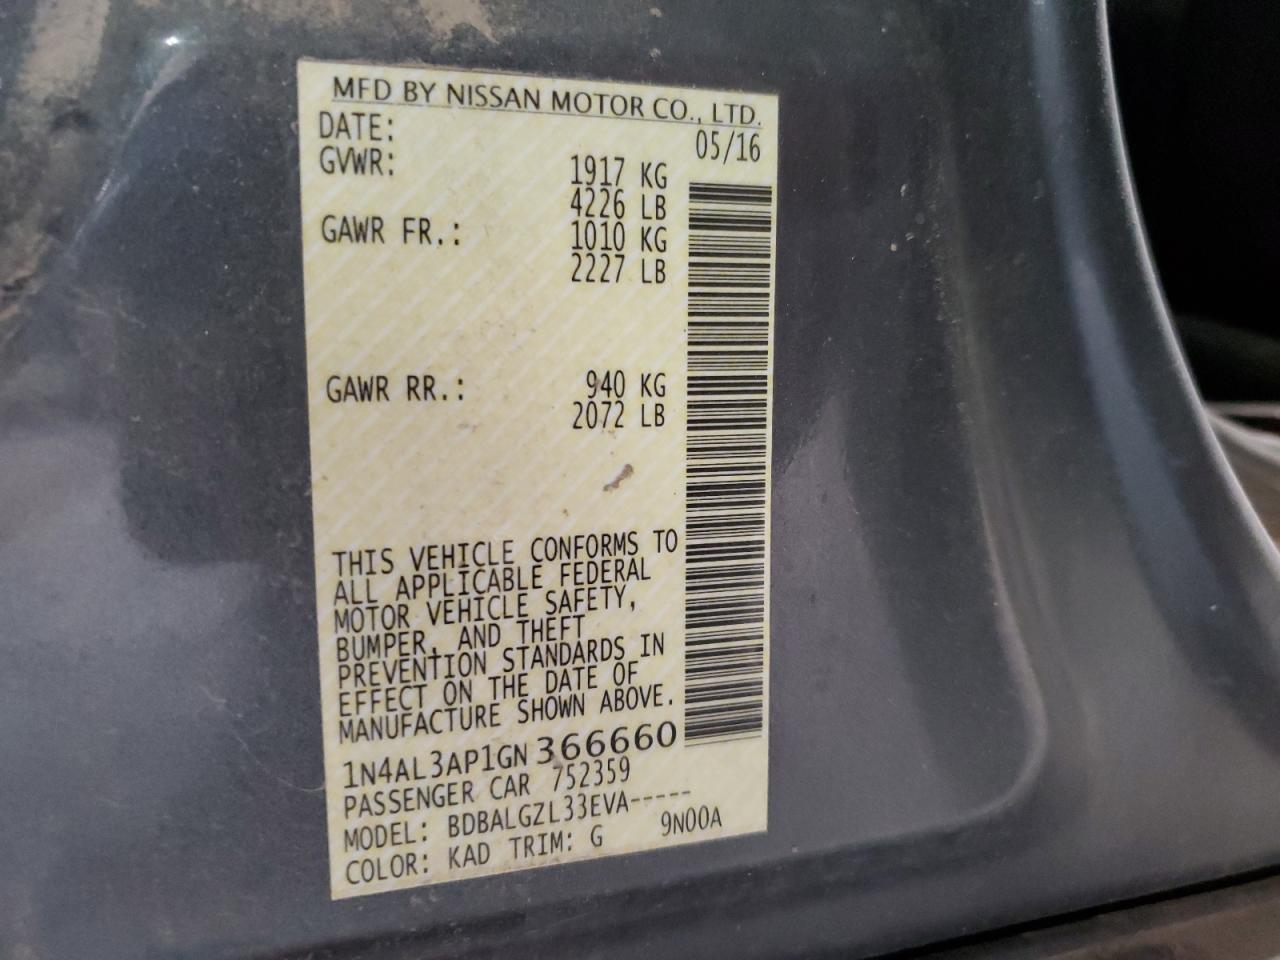 MFD BY NISSAN MOTOR CO., LTD.
DATE: 05/16
GVWR: 1917 KG
4226 LB
GAWR FR.: 1010 KG
2227 LB
GAWR RR.: 940 KG
2072 LB
THIS VEHICLE CONFORMS TO
ALL APPLICABLE FEDERAL
MOTOR VEHICLE SAFETY,
BUMPER, AND THEFT
PREVENTION STANDARDS IN
EFFECT ON THE DATE OF
MANUFACTURE SHOWN ABOVE.
1N4AL3AP1GN366660
PASSENGER CAR 752359
MODEL: BDBALGZL33EVA-----
COLOR: KAD TRIM: G 9N00A